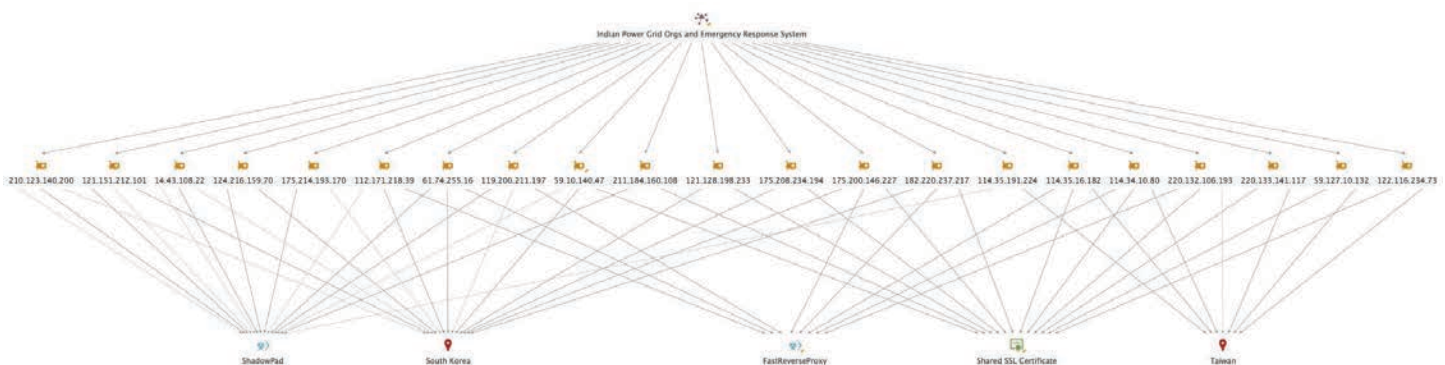 Indian Power Grid Orgs and Emergency Response System
210.123.140.200 121.151.212.101 14.43.108.22 124.216.159.70 175.214.193.170 112.171.218.39 61.74.255.16 119.200.211.197 59.10.140.47 211.184.160.108 121.128.198.233 175.208.234.194 175.200.146.227 182.220.237.217 114.35.191.224 114.35.16.182 114.34.10.80 220.132.106.193 220.133.141.117 59.127.10.132 122.116.234.73
ShadowPad South Korea FastReverseProxy Shared SSL Certificate Taiwan